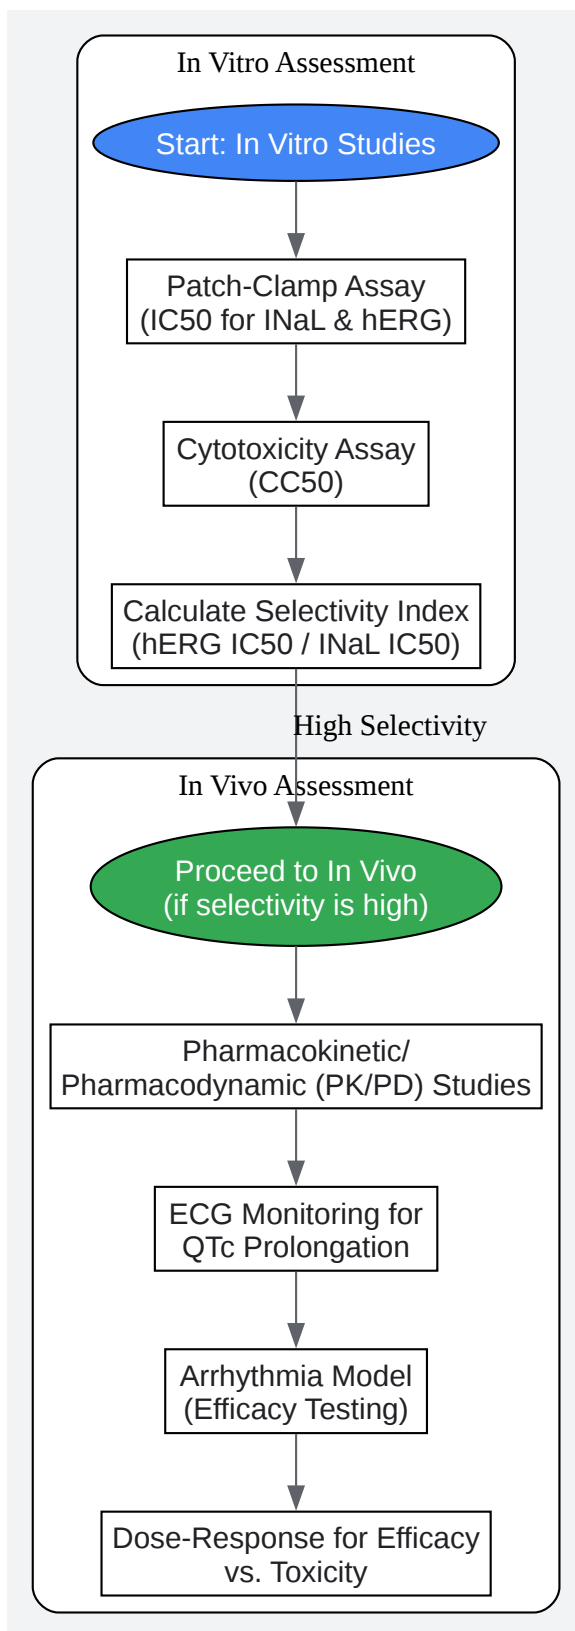 In Vitro Assessment
Start: In Vitro Studies
Patch-Clamp Assay
(IC50 for INaL & hERG)
Cytotoxicity Assay
(CC50)
Calculate Selectivity Index
(hERG IC50 / INaL IC50)
High Selectivity
In Vivo Assessment
Proceed to In Vivo
(if selectivity is high)
Pharmacokinetic/
Pharmacodynamic (PK/PD) Studies
ECG Monitoring for
QTc Prolongation
Arrhythmia Model
(Efficacy Testing)
Dose-Response for Efficacy
vs. Toxicity